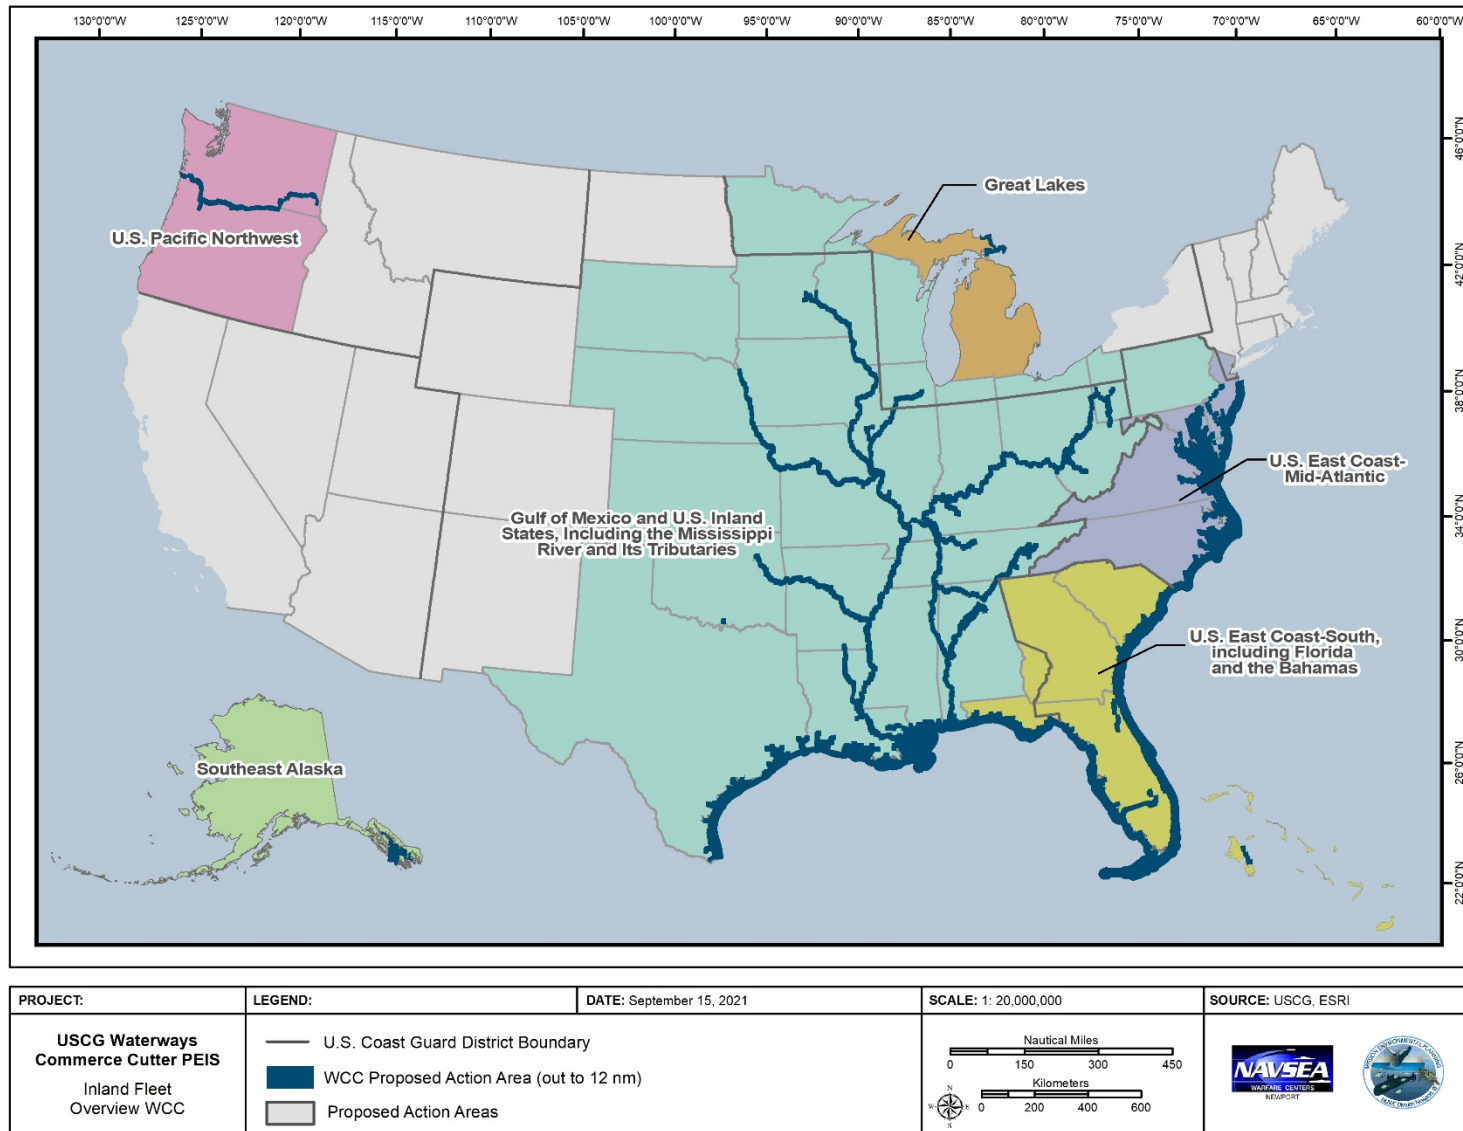 130°0'0"W 125°0'0"W 120°0'0"W 115°0'0"W 110°0'0"W 105°0'0"W 100°0'0"W 95°0'0"W 90°0'0"W 85°0'0"W 80°0'0"W 75°0'0"W 70°0'0"W 65°0'0"W 60°0'0"W
46°0'0"N
42°0'0"N
38°0'0"N
34°0'0"N
30°0'0"N
26°0'0"N
22°0'0"N
Great Lakes
U.S. Pacific Northwest
U.S. East Coast-
Mid-Atlantic
Gulf of Mexico and U.S. Inland
States, Including the Mississippi
River and Its Tributaries
U.S. East Coast-South,
including Florida
and the Bahamas
Southeast Alaska
PROJECT:
USCG Waterways
Commerce Cutter PEIS
Inland Fleet
Overview WCC
LEGEND:
U.S. Coast Guard District Boundary
WCC Proposed Action Area (out to 12 nm)
Proposed Action Areas
DATE: September 15, 2021
SCALE: 1: 20,000,000
Nautical Miles
0 150 300 450
Kilometers
0 200 400 600
N
W E
S
SOURCE: USCG, ESRI
NAVSEA
WARFARE CENTERS
NEWPORT